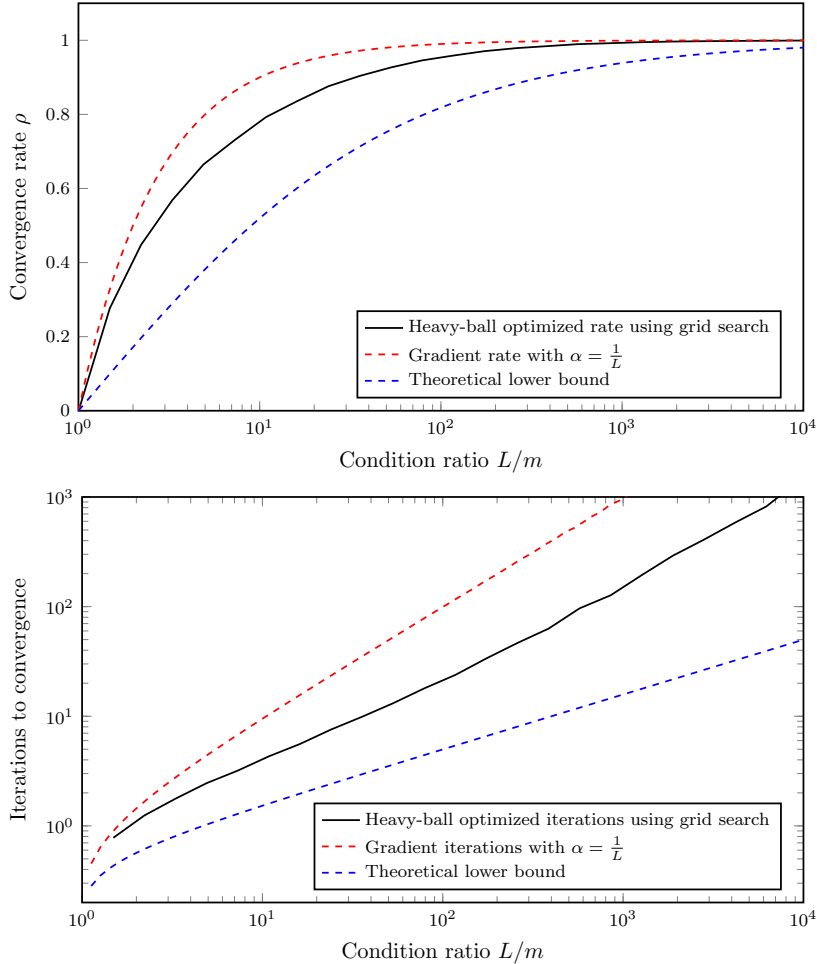 1
0.8
0.6
0.4
0.2
0
Convergence rate ρ
Heavy-ball optimized rate using grid search
Gradient rate with α = 1/L
Theoretical lower bound
10^0 10^1 10^2 10^3 10^4
Condition ratio L/m
10^3
10^2
10^1
10^0
Iterations to convergence
Heavy-ball optimized iterations using grid search
Gradient iterations with α = 1/L
Theoretical lower bound
10^0 10^1 10^2 10^3 10^4
Condition ratio L/m